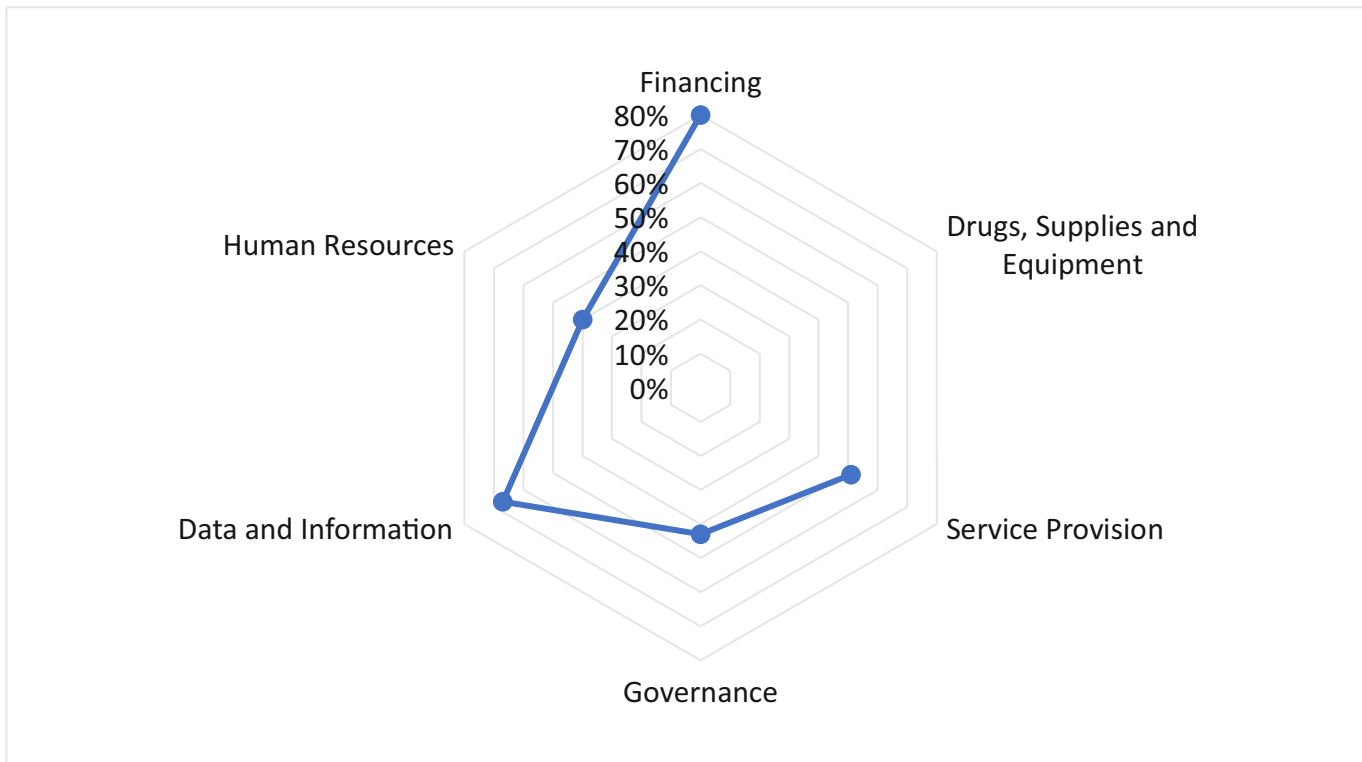 Financing
80%
70%
60%
50%
40%
30%
20%
10%
0%
Drugs, Supplies and
Equipment
Service Provision
Governance
Data and Information
Human Resources